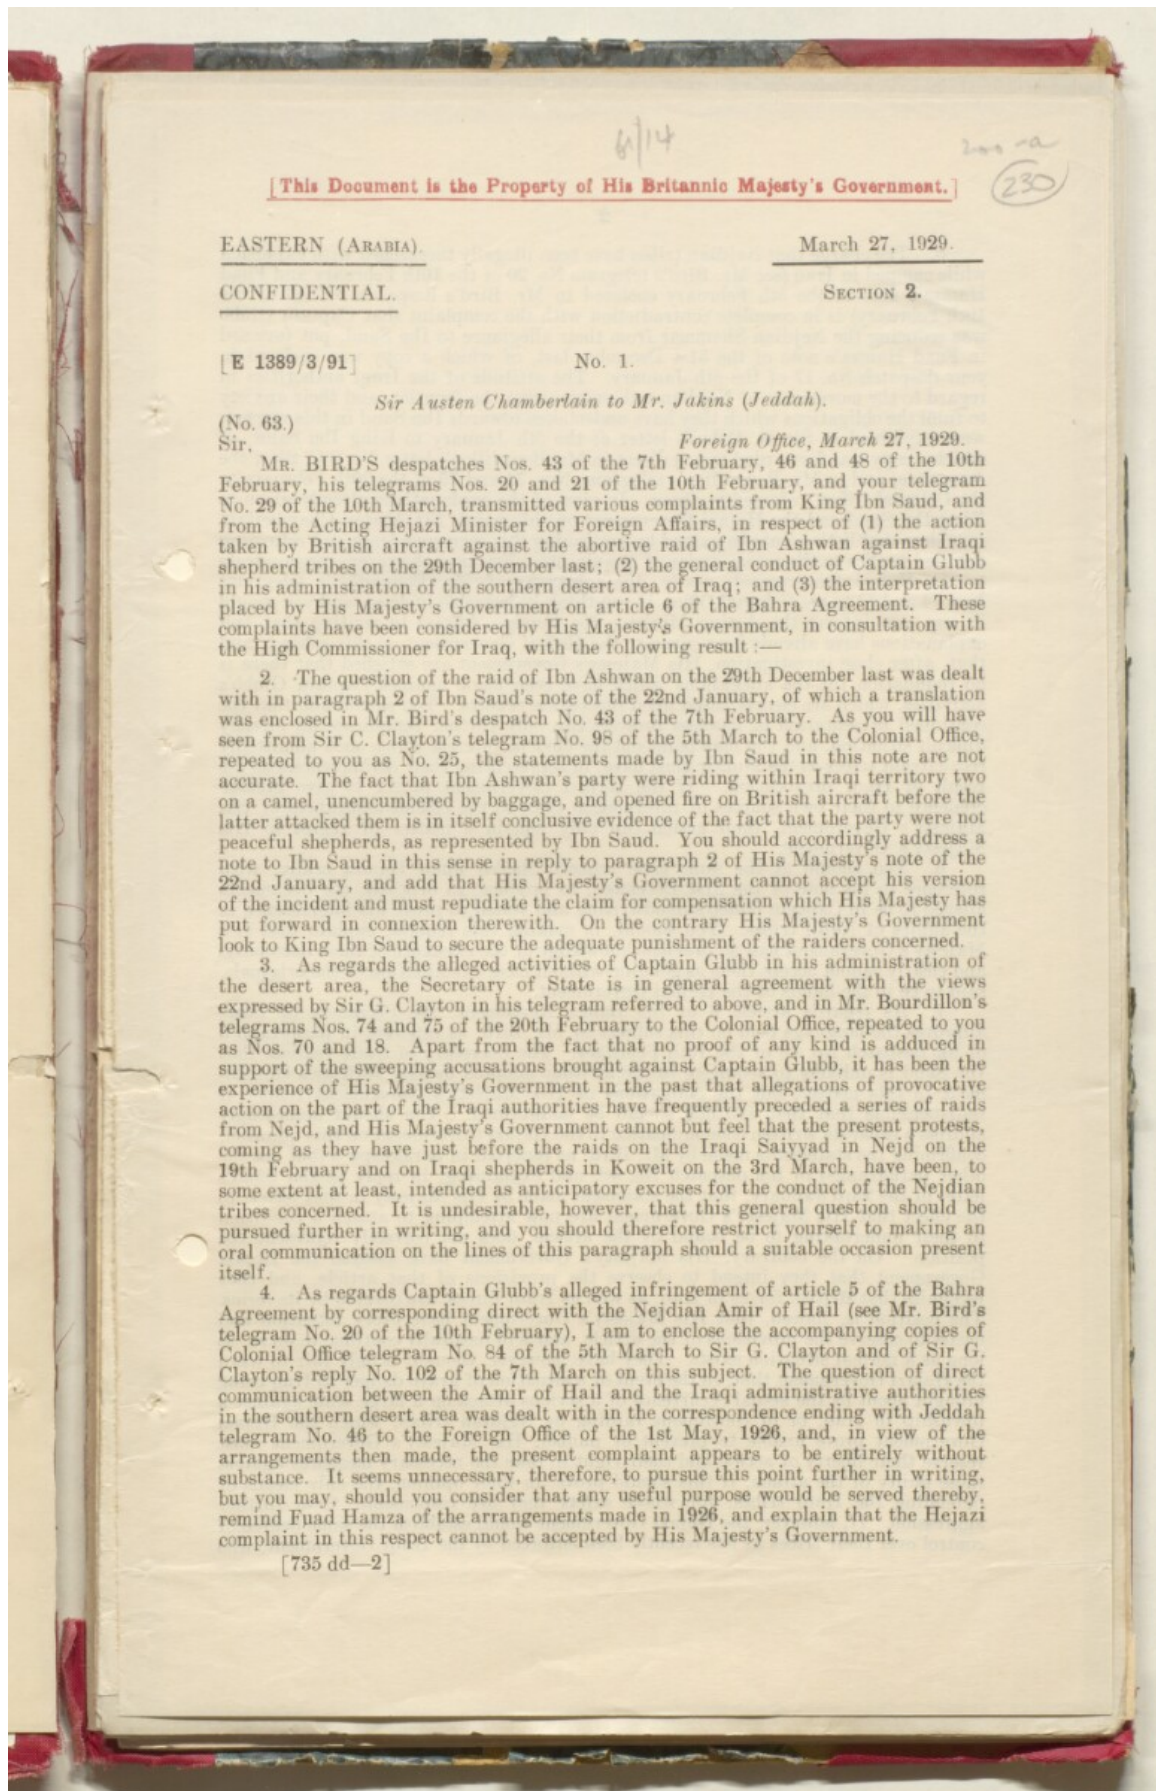 61/14
200-a
[This Document is the Property of His Britannic Majesty's Government.]
230
EASTERN (ARABIA).
March 27, 1929.
CONFIDENTIAL.
SECTION 2.
[E 1389/3/91]
No. 1.
Sir Austen Chamberlain to Mr. Jakins (Jeddah).
(No. 63.)
Sir,
Foreign Office, March 27, 1929.
MR. BIRD'S despatches Nos. 43 of the 7th February, 46 and 48 of the 10th
February, his telegrams Nos. 20 and 21 of the 10th February, and your telegram
No. 29 of the 10th March, transmitted various complaints from King Ibn Saud, and
from the Acting Hejazi Minister for Foreign Affairs, in respect of (1) the action
taken by British aircraft against the abortive raid of Ibn Ashwan against Iraqi
shepherd tribes on the 29th December last; (2) the general conduct of Captain Glubb
in his administration of the southern desert area of Iraq; and (3) the interpretation
placed by His Majesty's Government on article 6 of the Bahra Agreement. These
complaints have been considered by His Majesty's Government, in consultation with
the High Commissioner for Iraq, with the following result :—
2. The question of the raid of Ibn Ashwan on the 29th December last was dealt
with in paragraph 2 of Ibn Saud's note of the 22nd January, of which a translation
was enclosed in Mr. Bird's despatch No. 43 of the 7th February. As you will have
seen from Sir C. Clayton's telegram No. 98 of the 5th March to the Colonial Office,
repeated to you as No. 25, the statements made by Ibn Saud in this note are not
accurate. The fact that Ibn Ashwan's party were riding within Iraqi territory two
on a camel, unencumbered by baggage, and opened fire on British aircraft before the
latter attacked them is in itself conclusive evidence of the fact that the party were not
peaceful shepherds, as represented by Ibn Saud. You should accordingly address a
note to Ibn Saud in this sense in reply to paragraph 2 of His Majesty's note of the
22nd January, and add that His Majesty's Government cannot accept his version
of the incident and must repudiate the claim for compensation which His Majesty has
put forward in connexion therewith. On the contrary His Majesty's Government
look to King Ibn Saud to secure the adequate punishment of the raiders concerned.
3. As regards the alleged activities of Captain Glubb in his administration of
the desert area, the Secretary of State is in general agreement with the views
expressed by Sir G. Clayton in his telegram referred to above, and in Mr. Bourdillon's
telegrams Nos. 74 and 75 of the 20th February to the Colonial Office, repeated to you
as Nos. 70 and 18. Apart from the fact that no proof of any kind is adduced in
support of the sweeping accusations brought against Captain Glubb, it has been the
experience of His Majesty's Government in the past that allegations of provocative
action on the part of the Iraqi authorities have frequently preceded a series of raids
from Nejd, and His Majesty's Government cannot but feel that the present protests,
coming as they have just before the raids on the Iraqi Saiyyad in Nejd on the
19th February and on Iraqi shepherds in Koweit on the 3rd March, have been, to
some extent at least, intended as anticipatory excuses for the conduct of the Nejdian
tribes concerned. It is undesirable, however, that this general question should be
pursued further in writing, and you should therefore restrict yourself to making an
oral communication on the lines of this paragraph should a suitable occasion present
itself.
4. As regards Captain Glubb's alleged infringement of article 5 of the Bahra
Agreement by corresponding direct with the Nejdian Amir of Hail (see Mr. Bird's
telegram No. 20 of the 10th February), I am to enclose the accompanying copies of
Colonial Office telegram No. 84 of the 5th March to Sir G. Clayton and of Sir G.
Clayton's reply No. 102 of the 7th March on this subject. The question of direct
communication between the Amir of Hail and the Iraqi administrative authorities
in the southern desert area was dealt with in the correspondence ending with Jeddah
telegram No. 46 to the Foreign Office of the 1st May, 1926, and, in view of the
arrangements then made, the present complaint appears to be entirely without
substance. It seems unnecessary, therefore, to pursue this point further in writing,
but you may, should you consider that any useful purpose would be served thereby,
remind Fuad Hamza of the arrangements made in 1926, and explain that the Hejazi
complaint in this respect cannot be accepted by His Majesty's Government.
[735 dd—2]